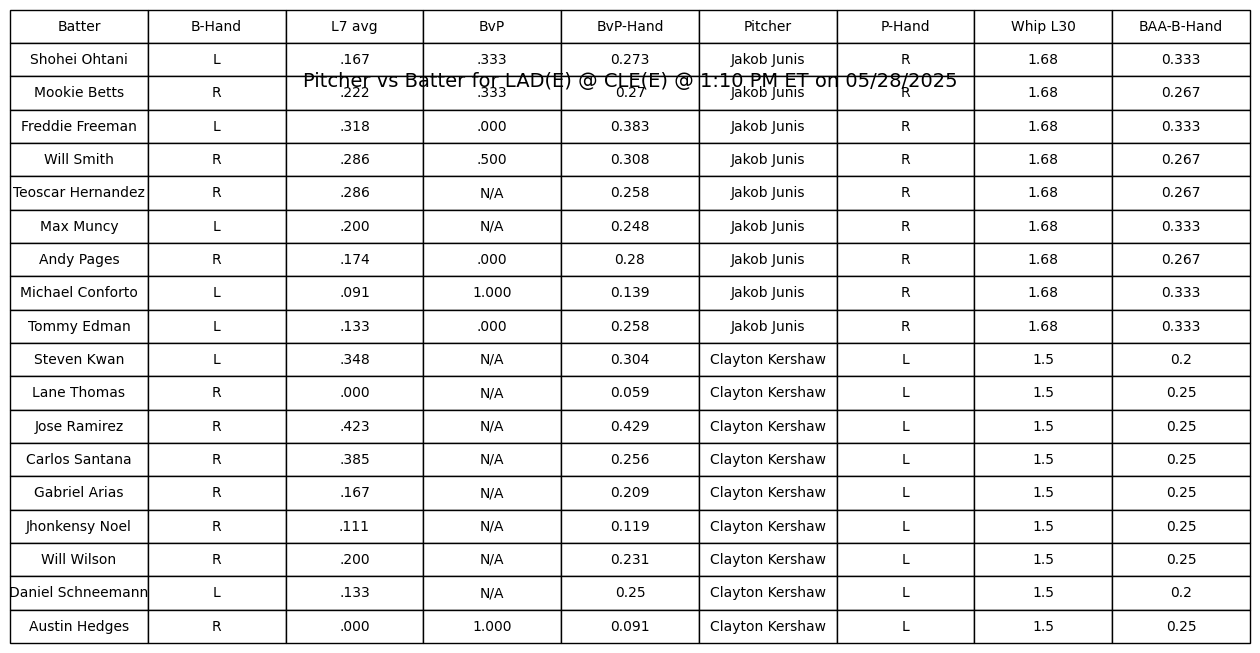 Batter B-Hand L7 avg BvP BvP-Hand Pitcher P-Hand Whip L30 BAA-B-Hand
Shohei Ohtani L .167 .333 0.273 Jakob Junis R 1.68 0.333
Pitcher vs Batter for LAD(E) @ CLE(E) @ 1:10 PM ET on 05/28/2025
Mookie Betts R .222 .333 0.27 Jakob Junis R 1.68 0.267
Freddie Freeman L .318 .000 0.383 Jakob Junis R 1.68 0.333
Will Smith R .286 .500 0.308 Jakob Junis R 1.68 0.267
Teoscar Hernandez R .286 N/A 0.258 Jakob Junis R 1.68 0.267
Max Muncy L .200 N/A 0.248 Jakob Junis R 1.68 0.333
Andy Pages R .174 .000 0.28 Jakob Junis R 1.68 0.267
Michael Conforto L .091 1.000 0.139 Jakob Junis R 1.68 0.333
Tommy Edman L .133 .000 0.258 Jakob Junis R 1.68 0.333
Steven Kwan L .348 N/A 0.304 Clayton Kershaw L 1.5 0.2
Lane Thomas R .000 N/A 0.059 Clayton Kershaw L 1.5 0.25
Jose Ramirez R .423 N/A 0.429 Clayton Kershaw L 1.5 0.25
Carlos Santana R .385 N/A 0.256 Clayton Kershaw L 1.5 0.25
Gabriel Arias R .167 N/A 0.209 Clayton Kershaw L 1.5 0.25
Jhonkensy Noel R .111 N/A 0.119 Clayton Kershaw L 1.5 0.25
Will Wilson R .200 N/A 0.231 Clayton Kershaw L 1.5 0.25
Daniel Schneemann L .133 N/A 0.25 Clayton Kershaw L 1.5 0.2
Austin Hedges R .000 1.000 0.091 Clayton Kershaw L 1.5 0.25